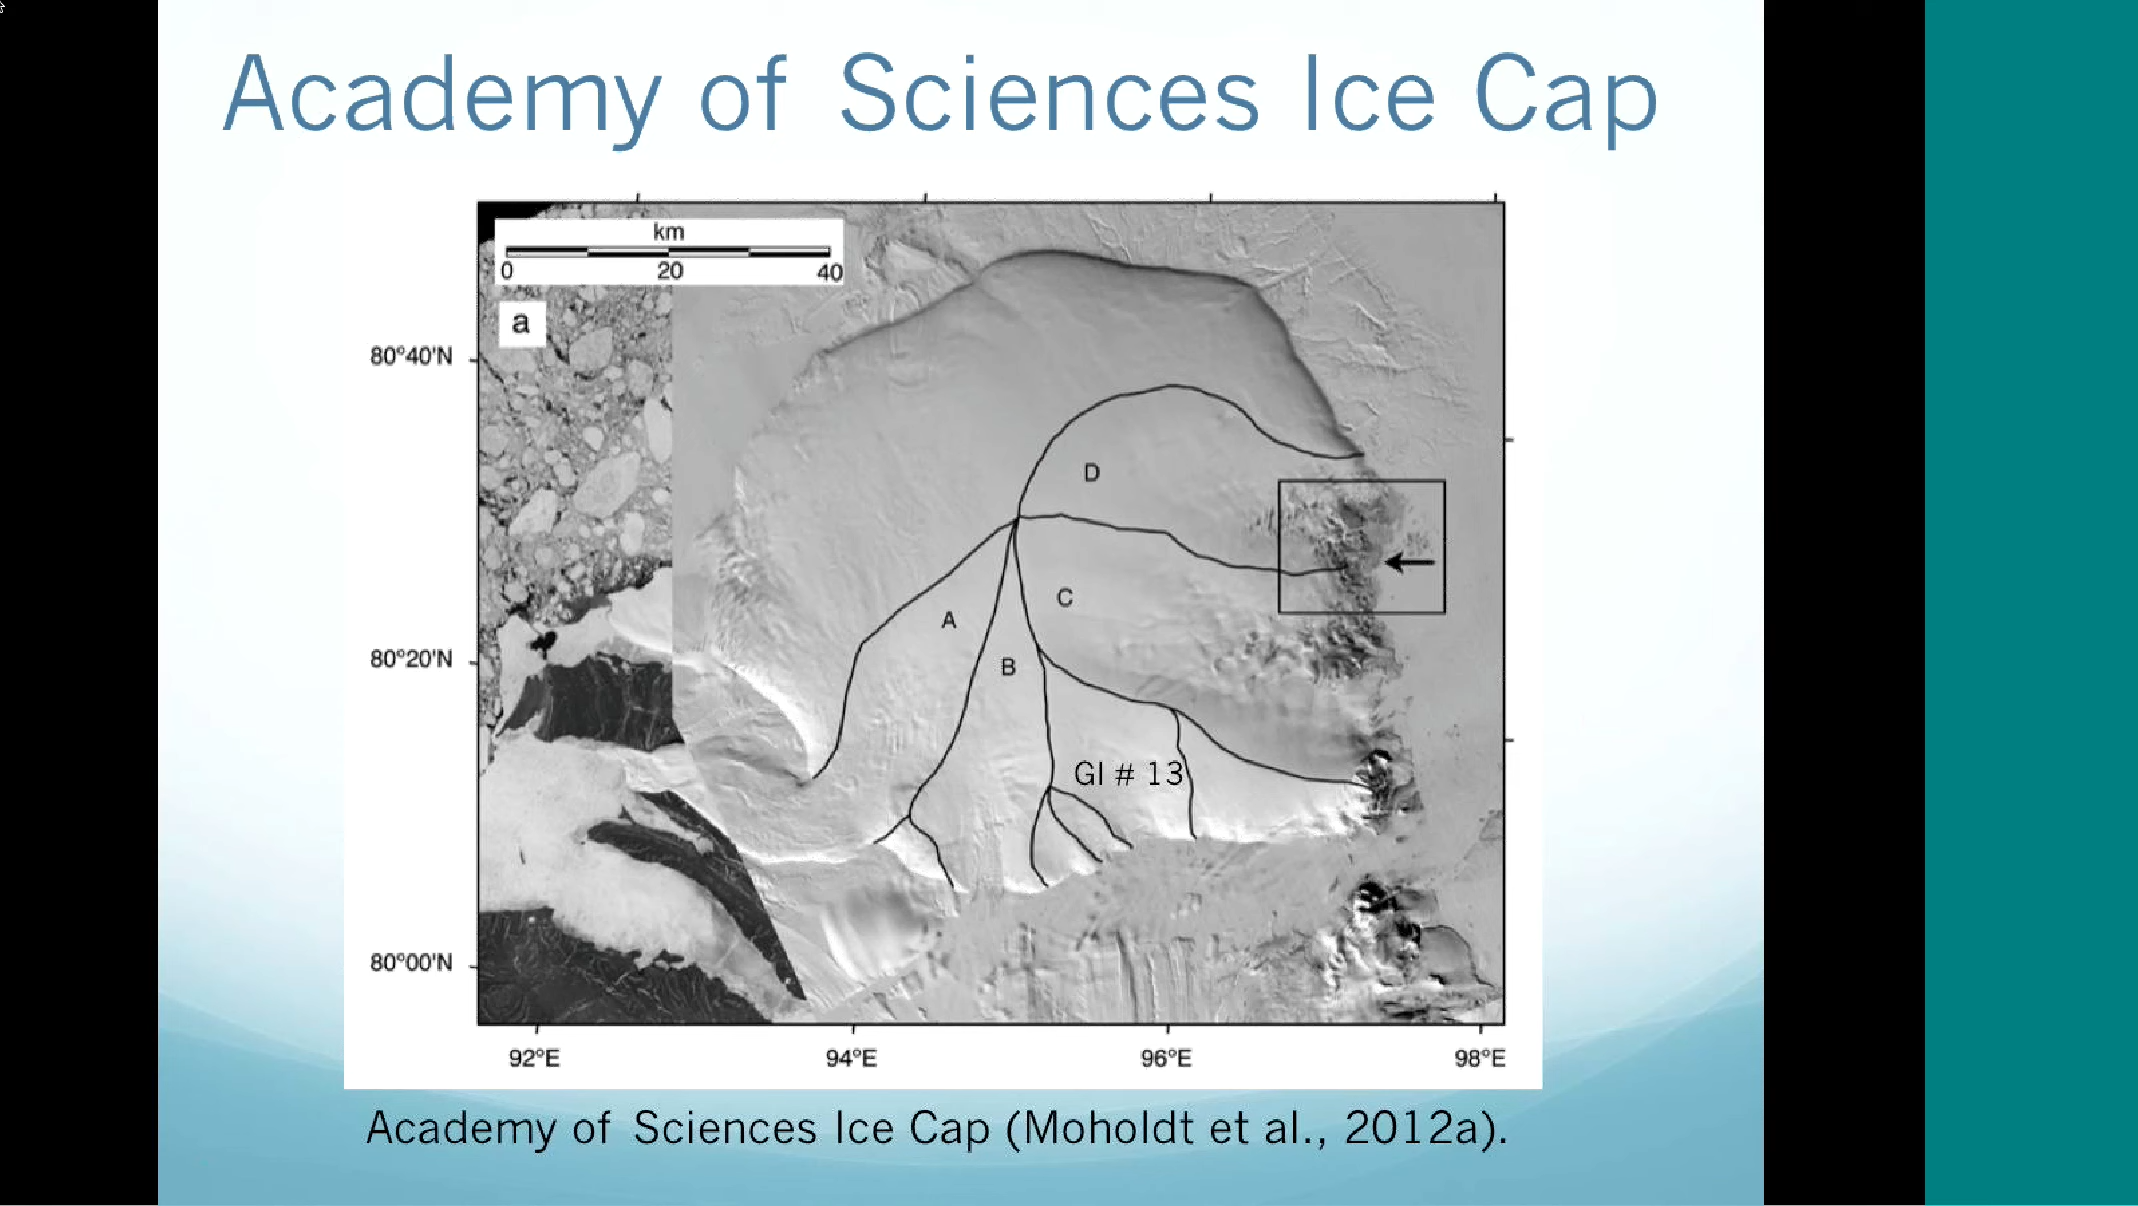 Academy of Sciences Ice Cap
km
0 20 40
a
80°40'N
D
C
A
80°20'N
B
GI # 13
80°00'N
92°E 94°E 96°E 98°E
Academy of Sciences Ice Cap (Moholdt et al., 2012a).